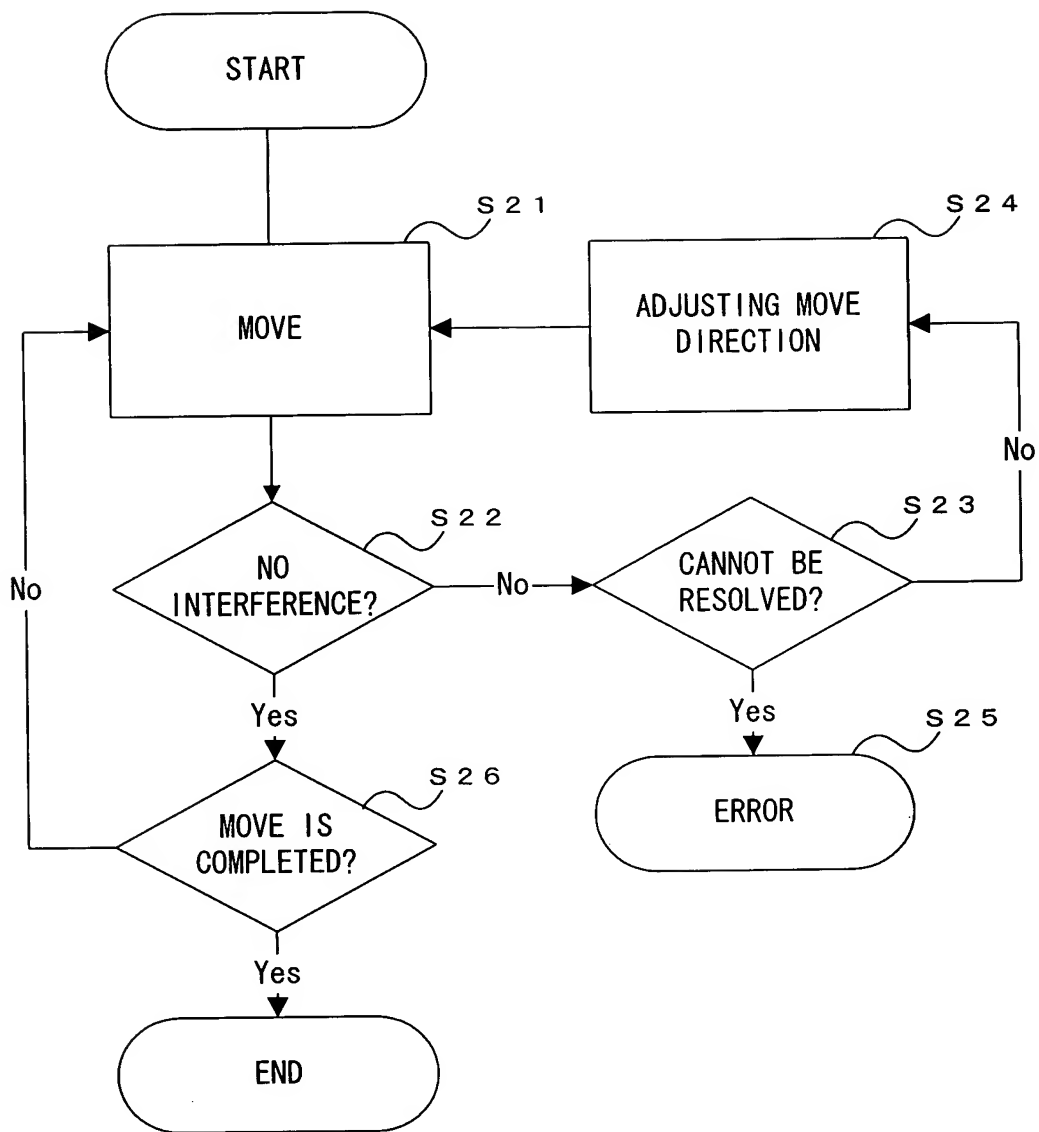 START
S21
S24
MOVE
ADJUSTING MOVE
DIRECTION
No
S22
S23
NO
INTERFERENCE?
No
CANNOT BE
RESOLVED?
No
Yes
Yes
S25
S26
ERROR
MOVE IS
COMPLETED?
Yes
END